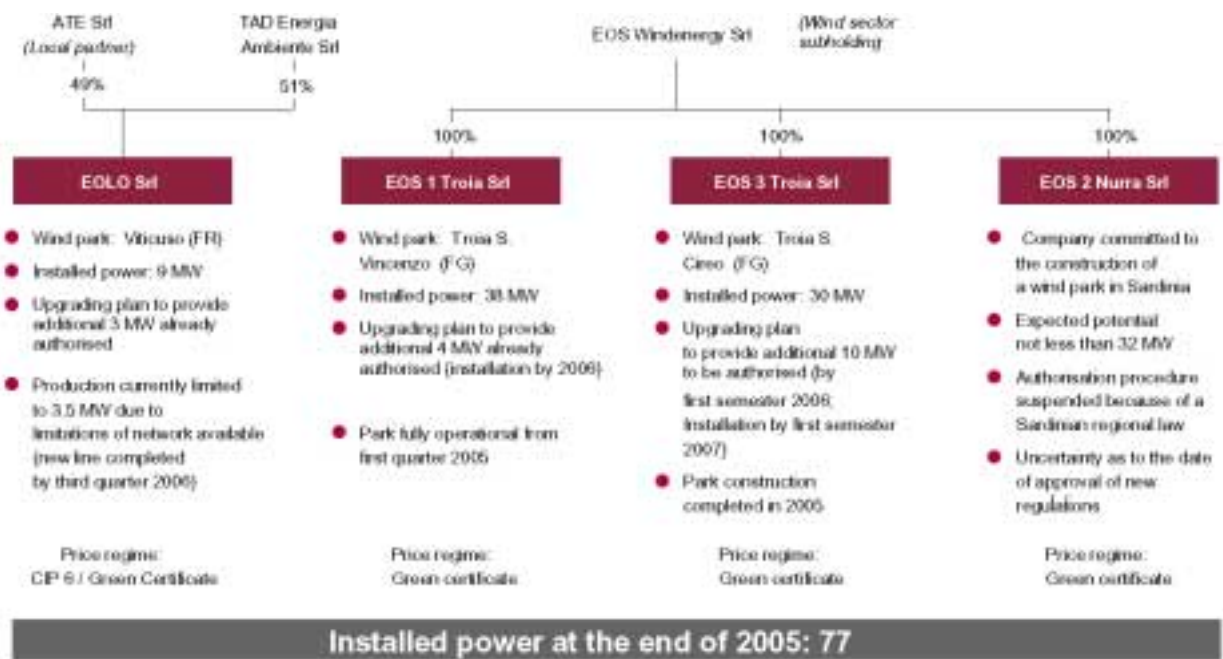 ATE Srl
(Local partner)
49%
TAD Energia
Ambiente Srl
51%
EOS Windenergy Srl
(Wind sector
subholding
100%
100%
100%
EOLO Srl
Wind park: Viticuso (FR)
Installed power: 9 MW
Upgrading plan to provide
additional 3 MW already
authorised
Production currently limited
to 3.5 MW due to
limitations of network available
(new line completed
by third quarter 2006)
Price regime:
CIP 6 / Green Certificate
EOS 1 Troia Srl
Wind park: Troia S.
Vincenzo (FG)
Installed power: 38 MW
Upgrading plan to provide
additional 4 MW already
authorised (installation by 2006)
Park fully operational from
first quarter 2005
Price regime:
Green certificate
EOS 3 Troia Srl
Wind park: Troia S.
Cireo (FG)
Installed power: 30 MW
Upgrading plan
to provide additional 10 MW
to be authorised (by
first semester 2006;
Installation by first semester
2007)
Park construction
completed in 2005
Price regime:
Green certificate
EOS 2 Nurra Srl
Company committed to
the construction of
a wind park in Sardinia
Expected potential
not less than 32 MW
Authorisation procedure
suspended because of a
Sardinian regional law
Uncertainty as to the date
of approval of new
regulations
Price regime:
Green certificate
Installed power at the end of 2005: 77